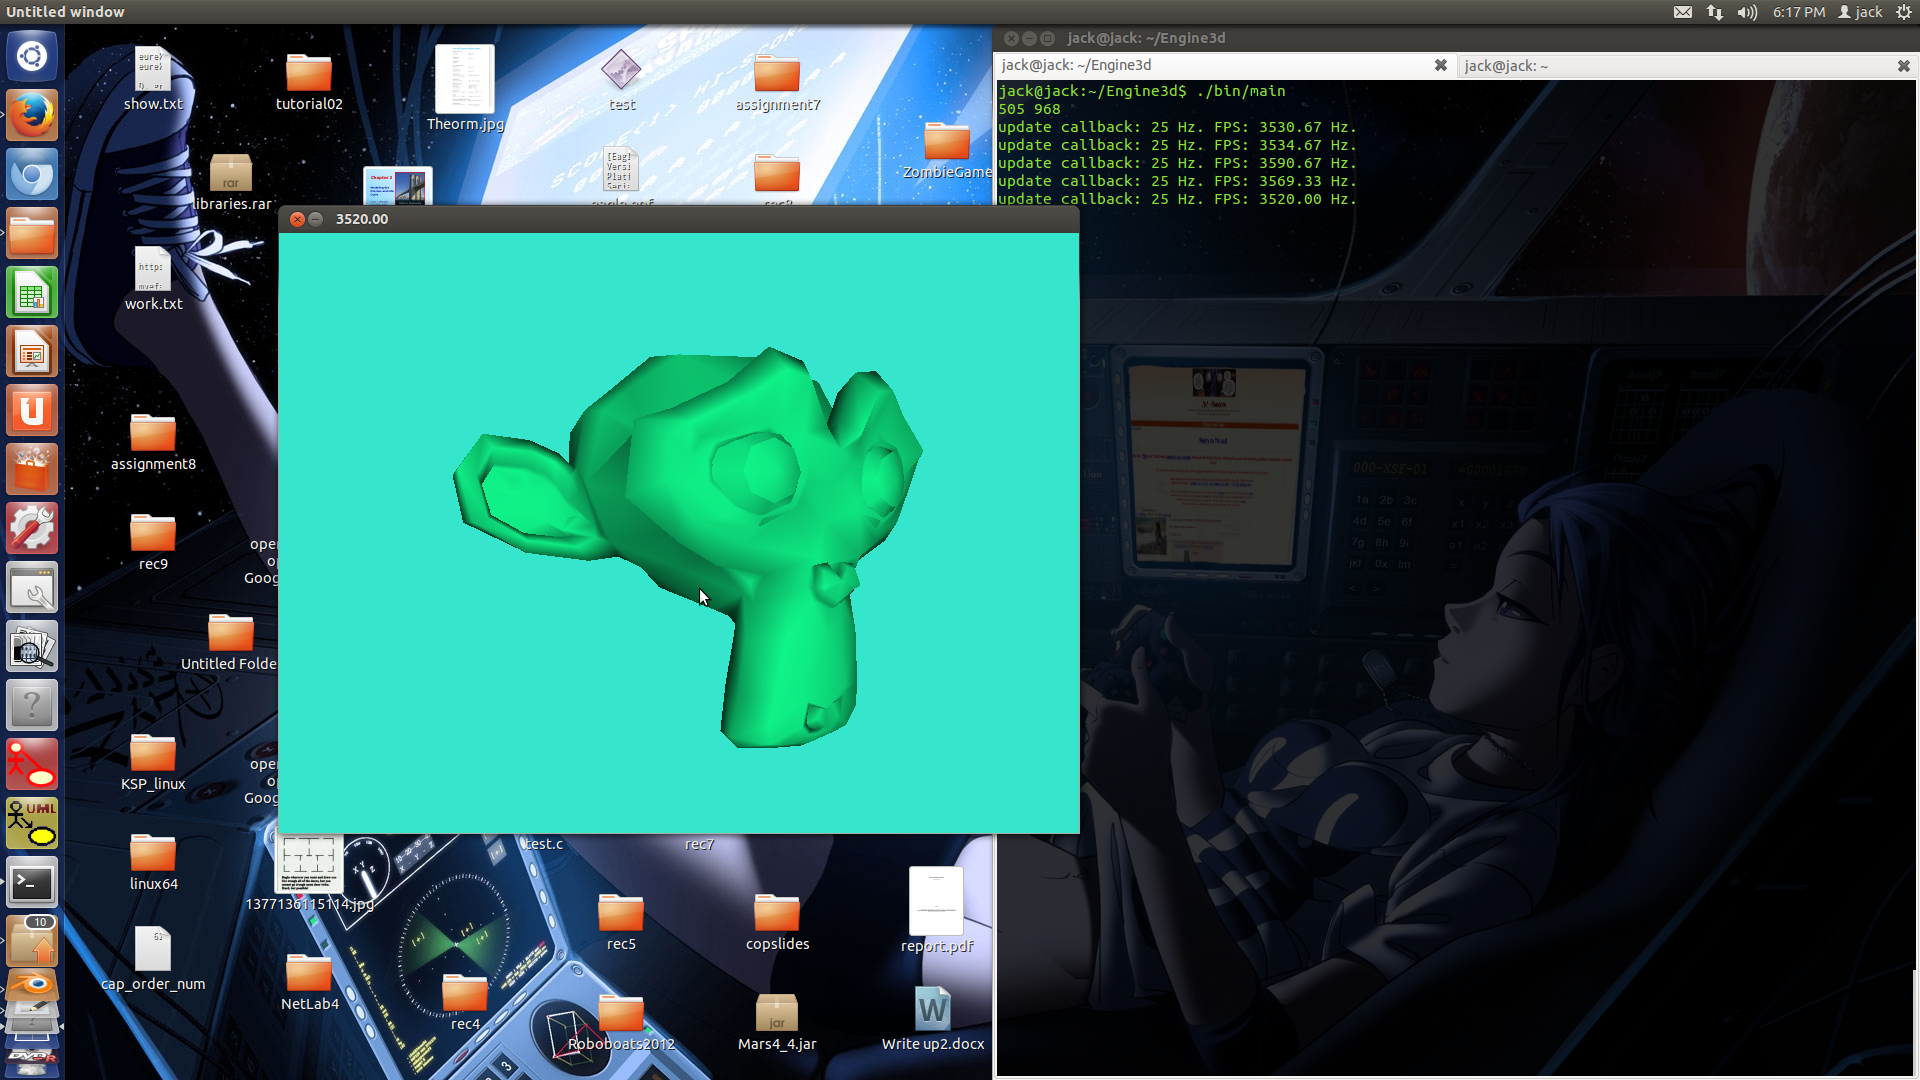 Untitled window
6:17 PM
jack
show.txt
tutorial02
Theorm.jpg
test
assignment7
ZombieGame
rar
libraries.rar
work.txt
assignment8
rec9
Untitled Folde
KSP_linux
linux64
cap_order_num
1377136115114.jpg
NetLab4
rec4
test.c
rec7
rec5
copslides
report.pdf
Roboboats2012
jar
Mars4_4.jar
W
Write up2.docx
UML
10
3520.00
jack@jack: ~/Engine3d
jack@jack: ~/Engine3d
jack@jack: ~
jack@jack:~/Engine3d$ ./bin/main
505 968
update callback: 25 Hz. FPS: 3530.67 Hz.
update callback: 25 Hz. FPS: 3534.67 Hz.
update callback: 25 Hz. FPS: 3590.67 Hz.
update callback: 25 Hz. FPS: 3569.33 Hz.
update callback: 25 Hz. FPS: 3520.00 Hz.